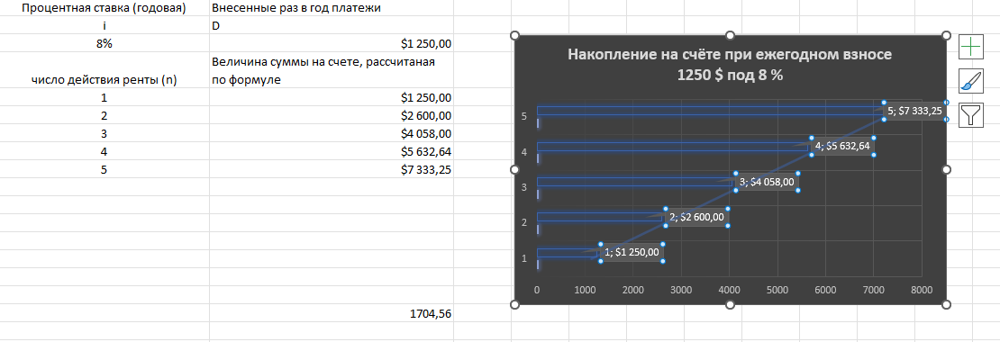 Процентная ставка (годовая) Внесенные раз в год платежи
i D
8% $1 250,00
число действия ренты (n) Величина суммы на счете, рассчитаная
по формуле
1 $1 250,00
2 $2 600,00
3 $4 058,00
4 $5 632,64
5 $7 333,25
1704,56
Накопление на счёте при ежегодном взносе
1250 $ под 8 %
5 5; $7 333,25
4 4; $5 632,64
3 3; $4 058,00
2 2; $2 600,00
1 1; $1 250,00
0 1000 2000 3000 4000 5000 6000 7000 8000